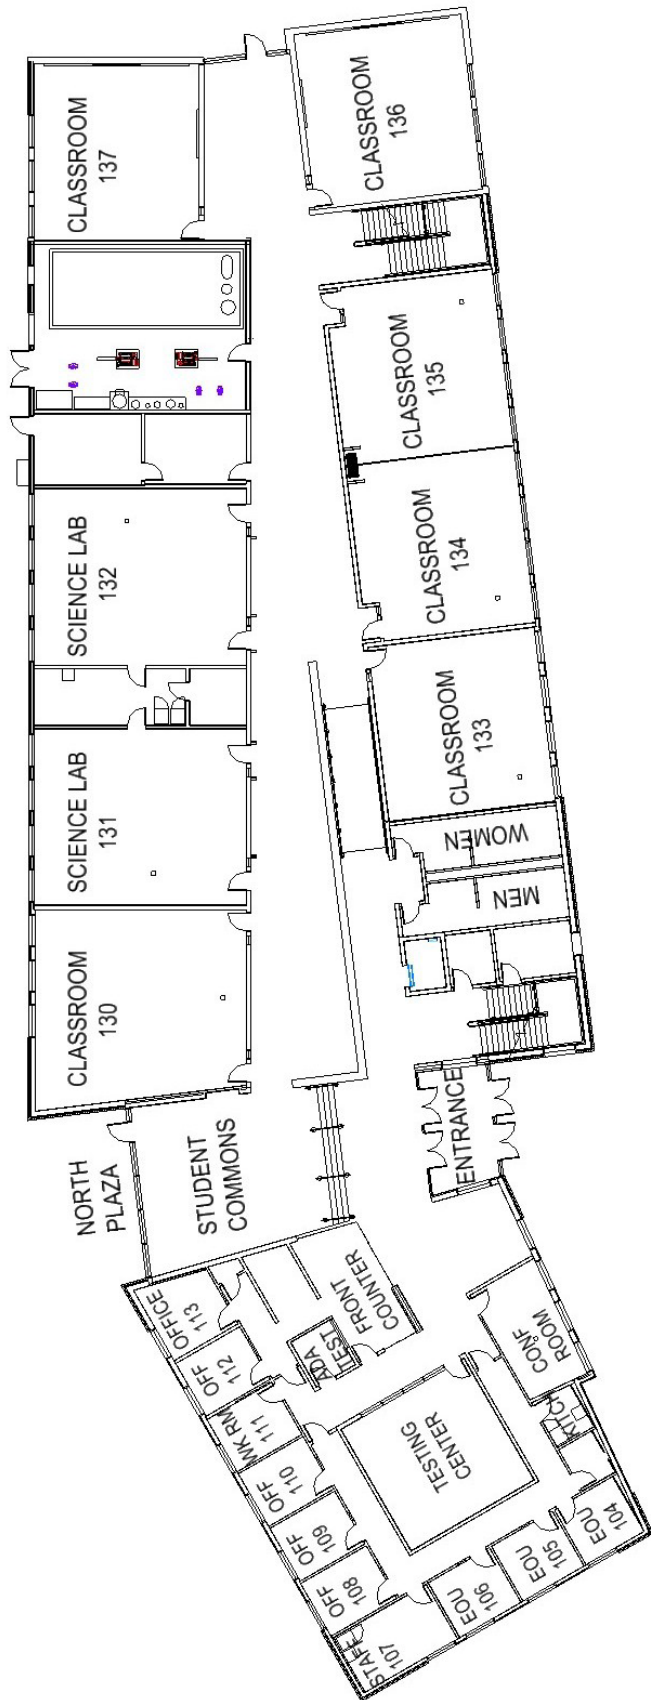 CLASSROOM
137
CLASSROOM
136
CLASSROOM
135
SCIENCE LAB
132
CLASSROOM
134
CLASSROOM
133
SCIENCE LAB
131
WOMEN
MEN
CLASSROOM
130
NORTH
PLAZA
STUDENT
COMMONS
ENTRANCE
OFFICE
113
FRONT
COUNTER
ADA
TEST
OFF
112
WK RM
111
CONF
ROOM
KITCH
TESTING
CENTER
OFF
110
OFF
109
OFF
108
STAFF
107
EOU
106
EOU
105
EOU
104